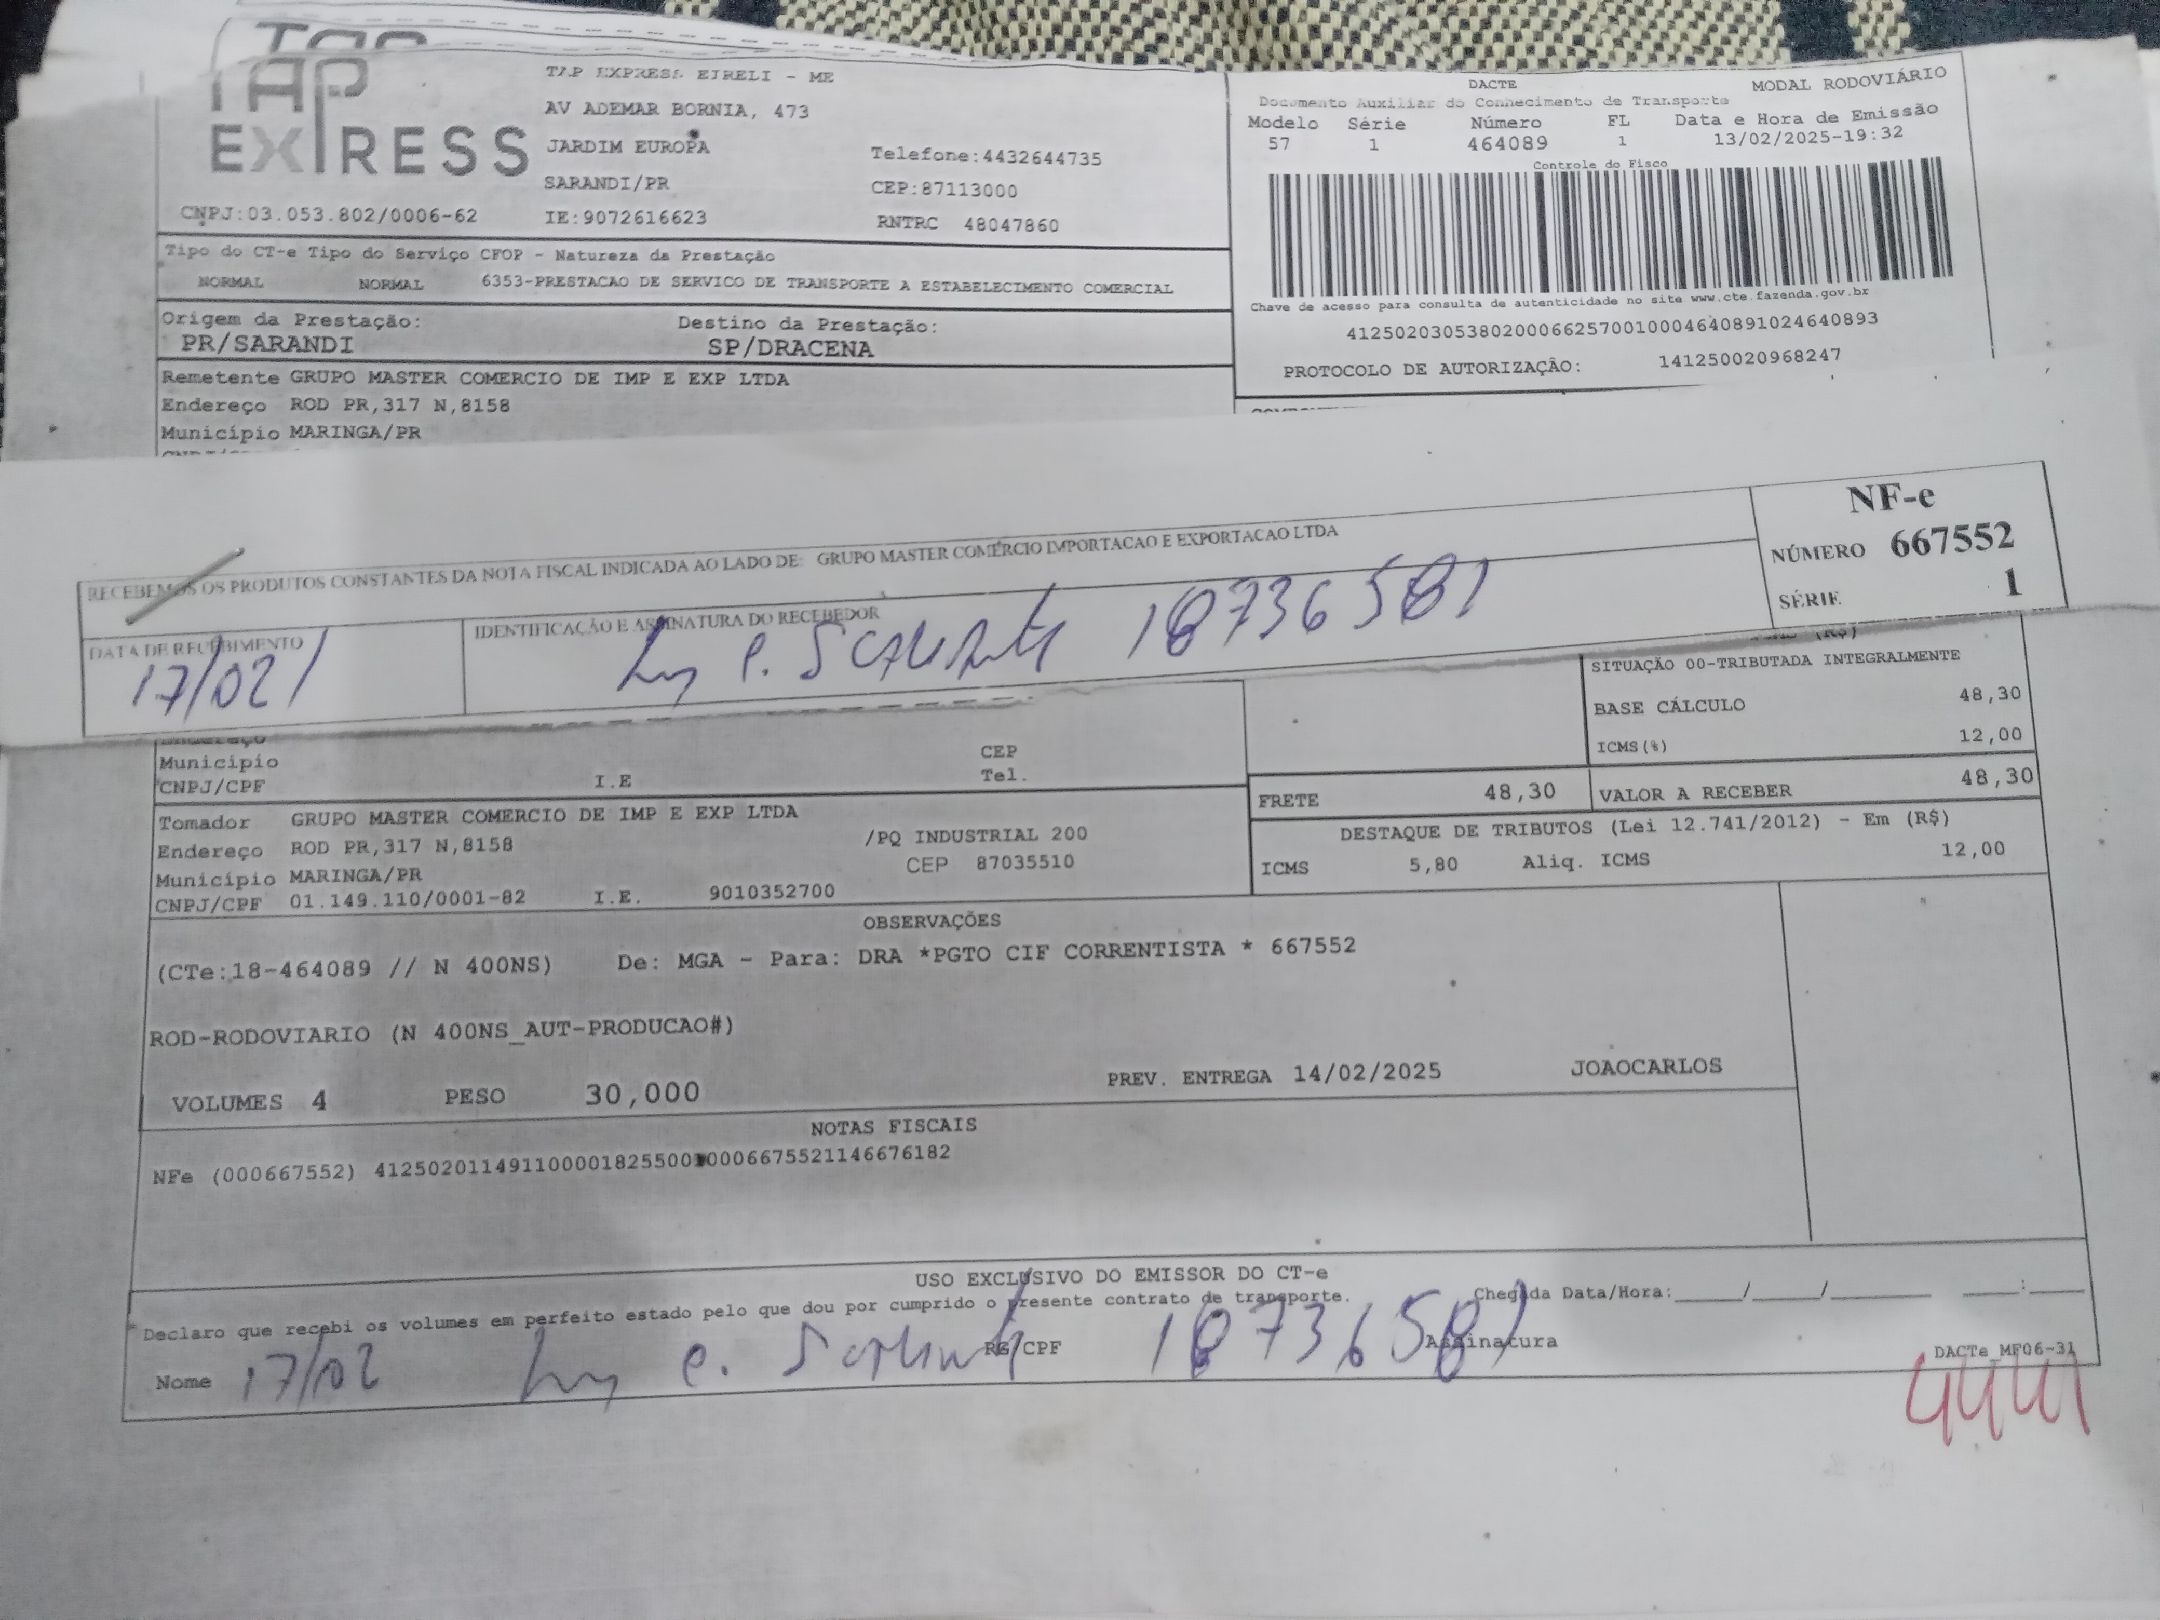 TAP
EXPRESS
TAP EXPRESS EIRELI - ME
AV ADEMAR BORNIA, 473
JARDIM EUROPA
Telefone:4432644735
SARANDI/PR
CEP:87113000
CNPJ:03.053.802/0006-62
IE:9072616623
RNTRC 48047860
DACTE
MODAL RODOVIÁRIO
Documento Auxiliar do Conhecimento de Transporte
Modelo Série Número FL Data e Hora de Emissão
57 1 464089 1 13/02/2025-19:32
Controle do Fisco
Chave de acesso para consulta de autenticidade no site www.cte.fazenda.gov.br
41250203053802000662570010004640891024640893
PROTOCOLO DE AUTORIZAÇÃO: 141250020968247
Tipo do CT-e Tipo do Serviço CFOP - Natureza da Prestação
NORMAL NORMAL 6353-PRESTACAO DE SERVICO DE TRANSPORTE A ESTABELECIMENTO COMERCIAL
Origem da Prestação: Destino da Prestação:
PR/SARANDI SP/DRACENA
Remetente GRUPO MASTER COMERCIO DE IMP E EXP LTDA
Endereço ROD PR,317 N,8158
Município MARINGA/PR
RECEBEMOS OS PRODUTOS CONSTANTES DA NOTA FISCAL INDICADA AO LADO DE: GRUPO MASTER COMÉRCIO IMPORTACAO E EXPORTACAO LTDA
NF-e
NÚMERO 667552
SÉRIE 1
DATA DE RECEBIMENTO
IDENTIFICAÇÃO E ASSINATURA DO RECEBEDOR
17/02/
18736581
(R$)
SITUAÇÃO 00-TRIBUTADA INTEGRALMENTE
BASE CÁLCULO 48,30
ICMS(%) 12,00
FRETE 48,30 VALOR A RECEBER 48,30
DESTAQUE DE TRIBUTOS (Lei 12.741/2012) - Em (R$)
ICMS 5,80 Aliq. ICMS 12,00
Município CEP
CNPJ/CPF I.E Tel.
Tomador GRUPO MASTER COMERCIO DE IMP E EXP LTDA
Endereço ROD PR,317 N,8158 /PQ INDUSTRIAL 200
Município MARINGA/PR CEP 87035510
CNPJ/CPF 01.149.110/0001-82 I.E. 9010352700
OBSERVAÇÕES
(CTe:18-464089 // N 400NS) De: MGA - Para: DRA *PGTO CIF CORRENTISTA * 667552
ROD-RODOVIARIO (N 400NS_AUT-PRODUCAO#)
VOLUMES 4 PESO 30,000 PREV. ENTREGA 14/02/2025 JOAOCARLOS
NOTAS FISCAIS
NFe (000667552) 41250201149110000182550010006675521146676182
USO EXCLUSIVO DO EMISSOR DO CT-e
Declaro que recebi os volumes em perfeito estado pelo que dou por cumprido o presente contrato de transporte.
Chegada Data/Hora:_____/_____/_______ ____:____
Nome 17/02 RG/CPF 18736581 Assinatura
DACTe_MF06-31